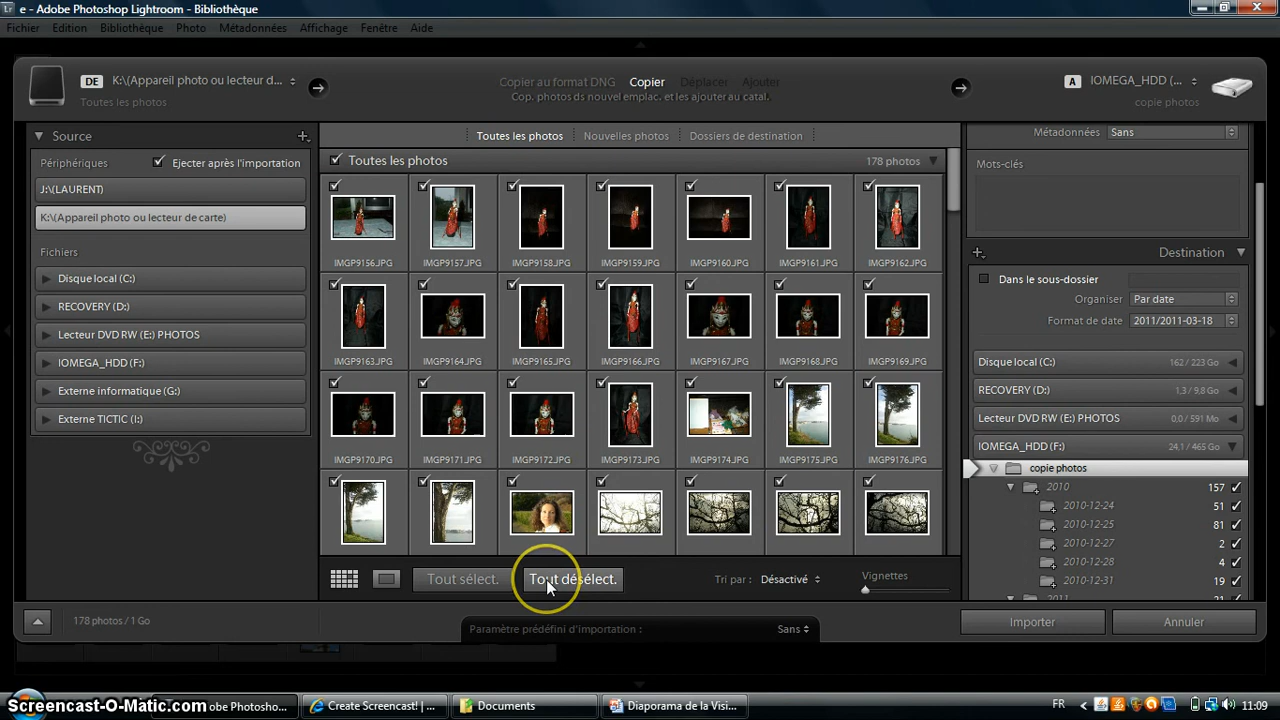 e - Adobe Photoshop Lightroom - Bibliothèque
Fichier Edition Bibliothèque Photo Métadonnées Affichage Fenêtre Aide
DE K:\(Appareil photo ou lecteur d...
Toutes les photos
Copier au format DNG Copier Déplacer Ajouter
Cop. photos ds nouvel emplac. et les ajouter au catal.
A IOMEGA_HDD (...
copie photos
Source
Périphériques Ejecter après l'importation
J:\(LAURENT)
K:\(Appareil photo ou lecteur de carte)
Fichiers
Disque local (C:)
RECOVERY (D:)
Lecteur DVD RW (E:) PHOTOS
IOMEGA_HDD (F:)
Externe informatique (G:)
Externe TICTIC (I:)
Toutes les photos Nouvelles photos Dossiers de destination
Toutes les photos 178 photos
IMGP9156.JPG IMGP9157.JPG IMGP9158.JPG IMGP9159.JPG IMGP9160.JPG IMGP9161.JPG IMGP9162.JPG
IMGP9163.JPG IMGP9164.JPG IMGP9165.JPG IMGP9166.JPG IMGP9167.JPG IMGP9168.JPG IMGP9169.JPG
IMGP9170.JPG IMGP9171.JPG IMGP9172.JPG IMGP9173.JPG IMGP9174.JPG IMGP9175.JPG IMGP9176.JPG
Tout sélect. Tout désélect. Tri par : Désactivé Vignettes
Métadonnées Sans
Mots-clés
Destination
Dans le sous-dossier
Organiser Par date
Format de date 2011/2011-03-18
Disque local (C:) 162 / 223 Go
RECOVERY (D:) 1,3 / 9.8 Go
Lecteur DVD RW (E:) PHOTOS 0,0 / 591 Mo
IOMEGA_HDD (F:) 24,1 / 465 Go
copie photos
2010 157
2010-12-24 51
2010-12-25 81
2010-12-27 2
2010-12-28 4
2010-12-31 19
2011 21
178 photos / 1 Go
Paramètre prédéfini d'importation : Sans
Importer Annuler
Screencast-O-Matic.com
obe Photosho... Create Screencast! | ... Documents Diaporama de la Visi... FR 11:09